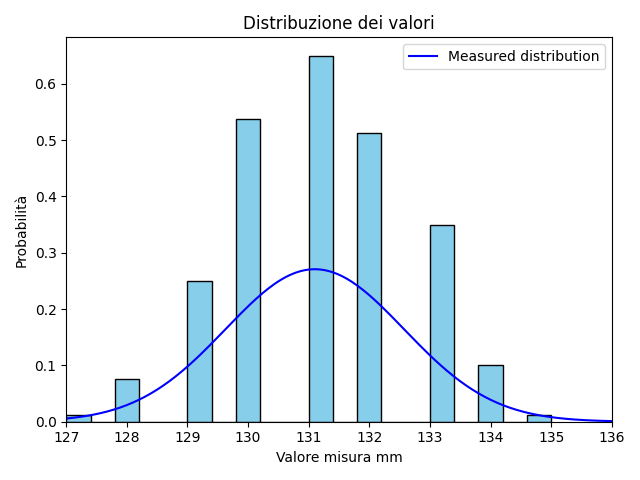 Distribuzione dei valori
Measured distribution
Probabilità
0.6
0.5
0.4
0.3
0.2
0.1
0.0
127 128 129 130 131 132 133 134 135 136
Valore misura mm